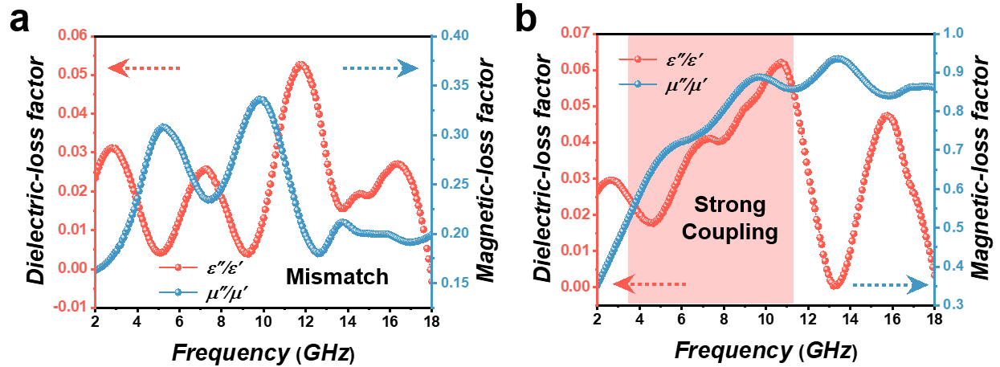 a
Dielectric-loss factor
0.06
0.05
0.04
0.03
0.02
0.01
0.00
-0.01
0.40
0.35
0.30
0.25
0.20
0.15
Magnetic-loss factor
ε″/ε′
μ″/μ′
Mismatch
2 4 6 8 10 12 14 16 18
Frequency (GHz)
b
Dielectric-loss factor
0.07
0.06
0.05
0.04
0.03
0.02
0.01
0.00
1.0
0.9
0.8
0.7
0.6
0.5
0.4
0.3
Magnetic-loss factor
ε″/ε′
μ″/μ′
Strong
Coupling
2 4 6 8 10 12 14 16 18
Frequency (GHz)